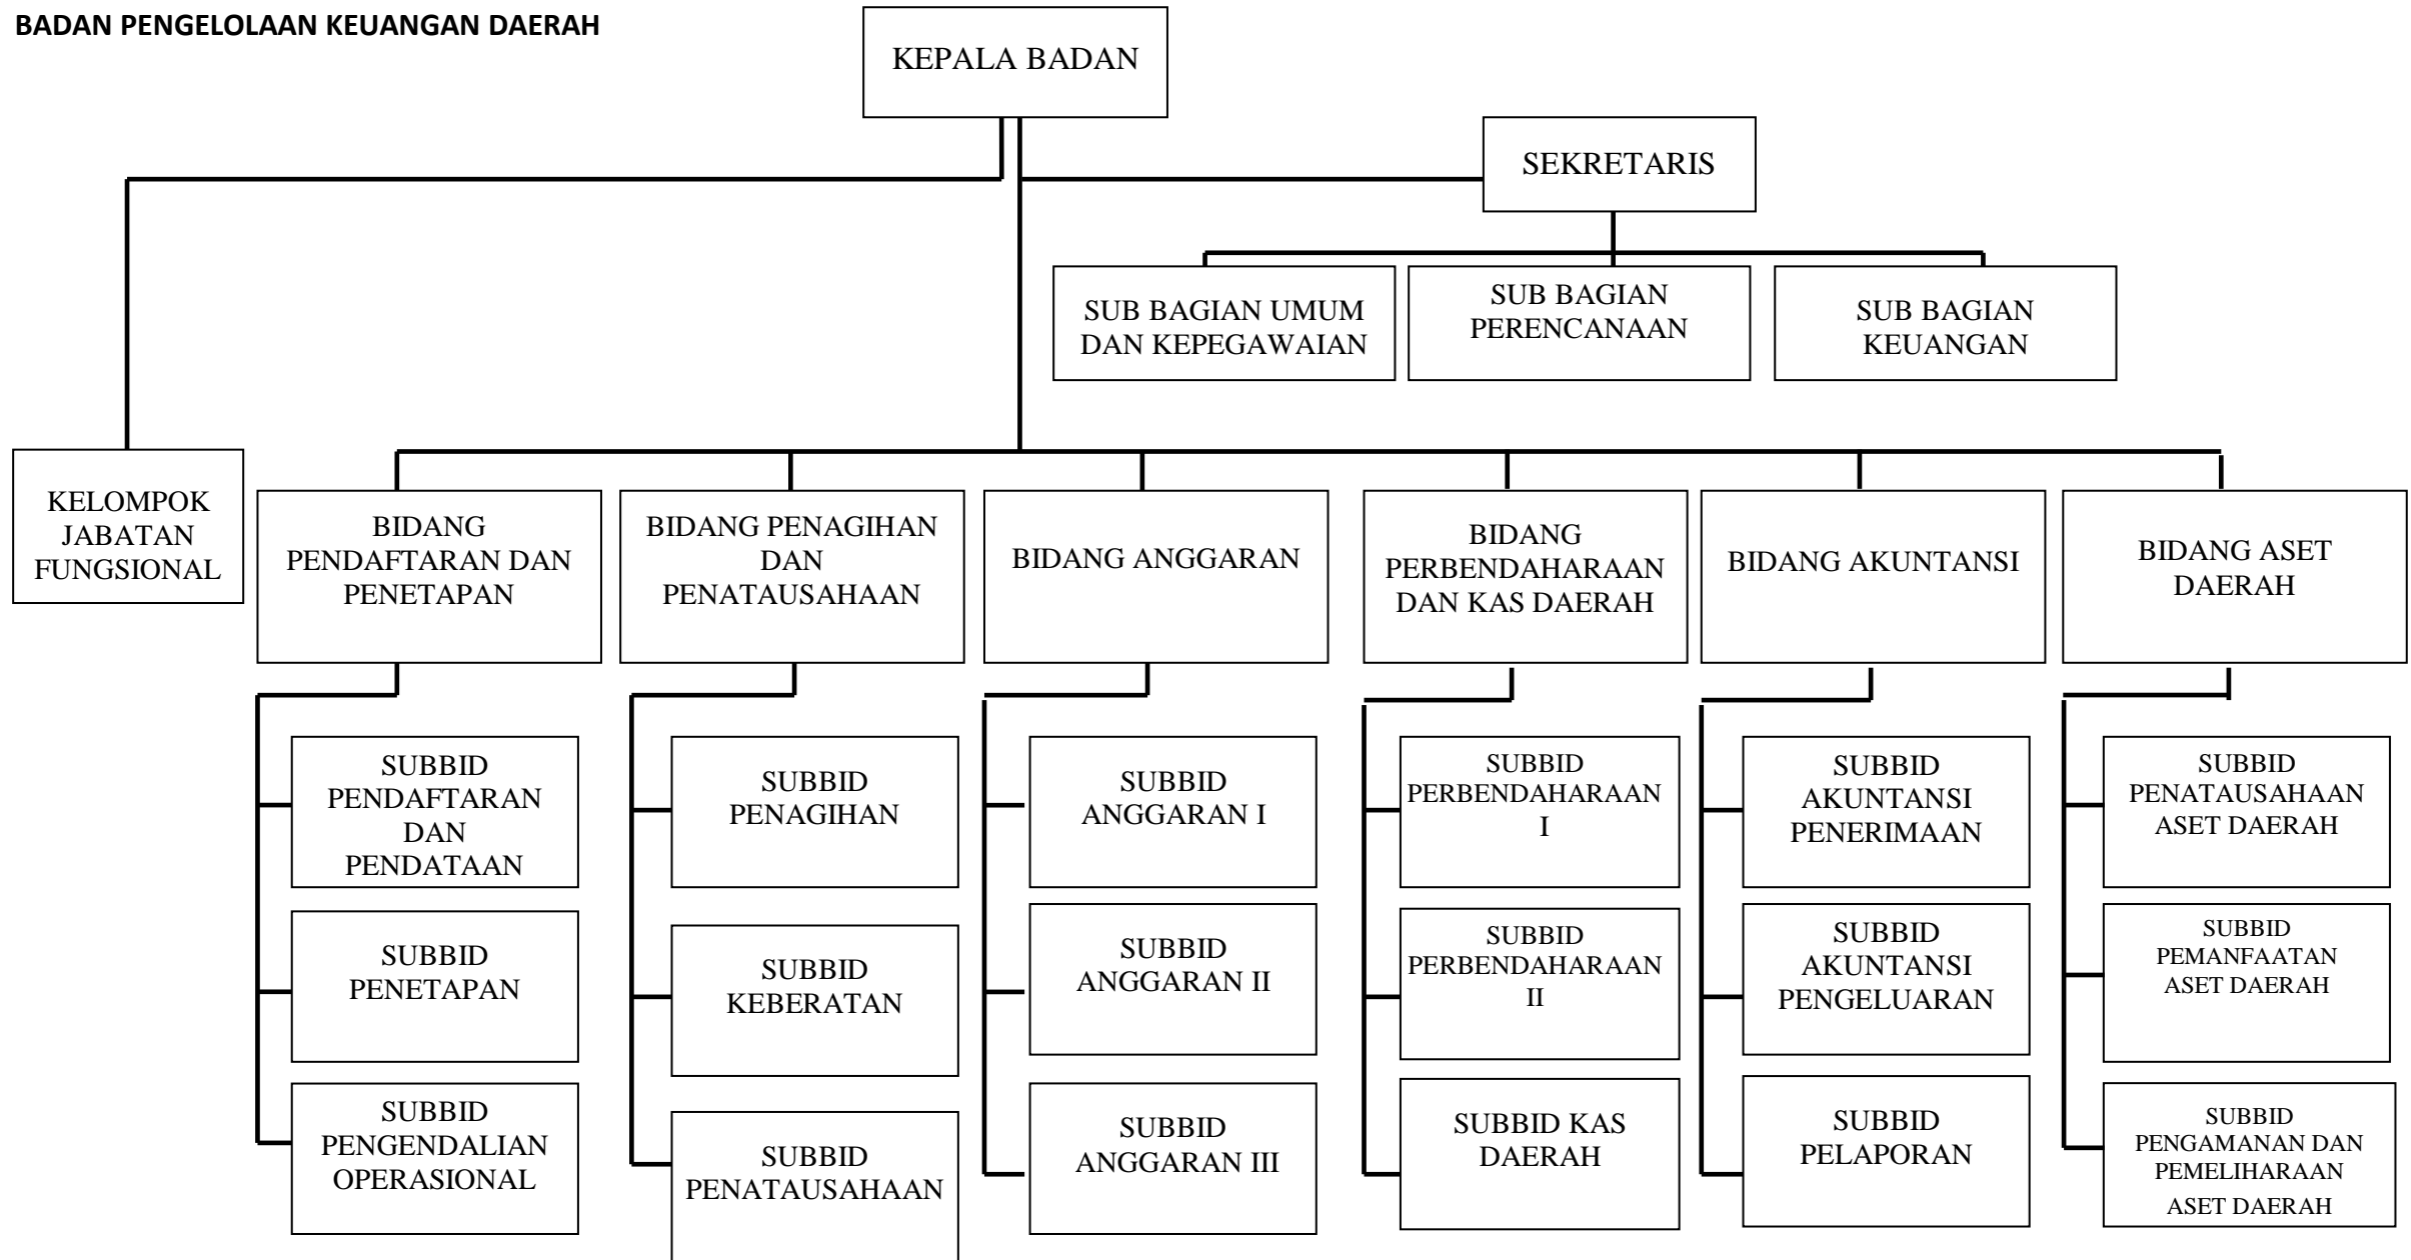 BADAN PENGELOLAAN KEUANGAN DAERAH
KEPALA BADAN
SEKRETARIS
SUB BAGIAN UMUM
DAN KEPEGAWAIAN
SUB BAGIAN
PERENCANAAN
SUB BAGIAN
KEUANGAN
KELOMPOK
JABATAN
FUNGSIONAL
BIDANG
PENDAFTARAN DAN
PENETAPAN
BIDANG PENAGIHAN
DAN
PENATAUSAHAAN
BIDANG ANGGARAN
BIDANG
PERBENDAHARAAN
DAN KAS DAERAH
BIDANG AKUNTANSI
BIDANG ASET
DAERAH
SUBBID
PENDAFTARAN
DAN
PENDATAAN
SUBBID
PENAGIHAN
SUBBID
ANGGARAN I
SUBBID
PERBENDAHARAAN
I
SUBBID
AKUNTANSI
PENERIMAAN
SUBBID
PENATAUSAHAAN
ASET DAERAH
SUBBID
PENETAPAN
SUBBID
KEBERATAN
SUBBID
ANGGARAN II
SUBBID
PERBENDAHARAAN
II
SUBBID
AKUNTANSI
PENGELUARAN
SUBBID
PEMANFAATAN
ASET DAERAH
SUBBID
PENGENDALIAN
OPERASIONAL
SUBBID
PENATAUSAHAAN
SUBBID
ANGGARAN III
SUBBID KAS
DAERAH
SUBBID
PELAPORAN
SUBBID
PENGAMANAN DAN
PEMELIHARAAN
ASET DAERAH